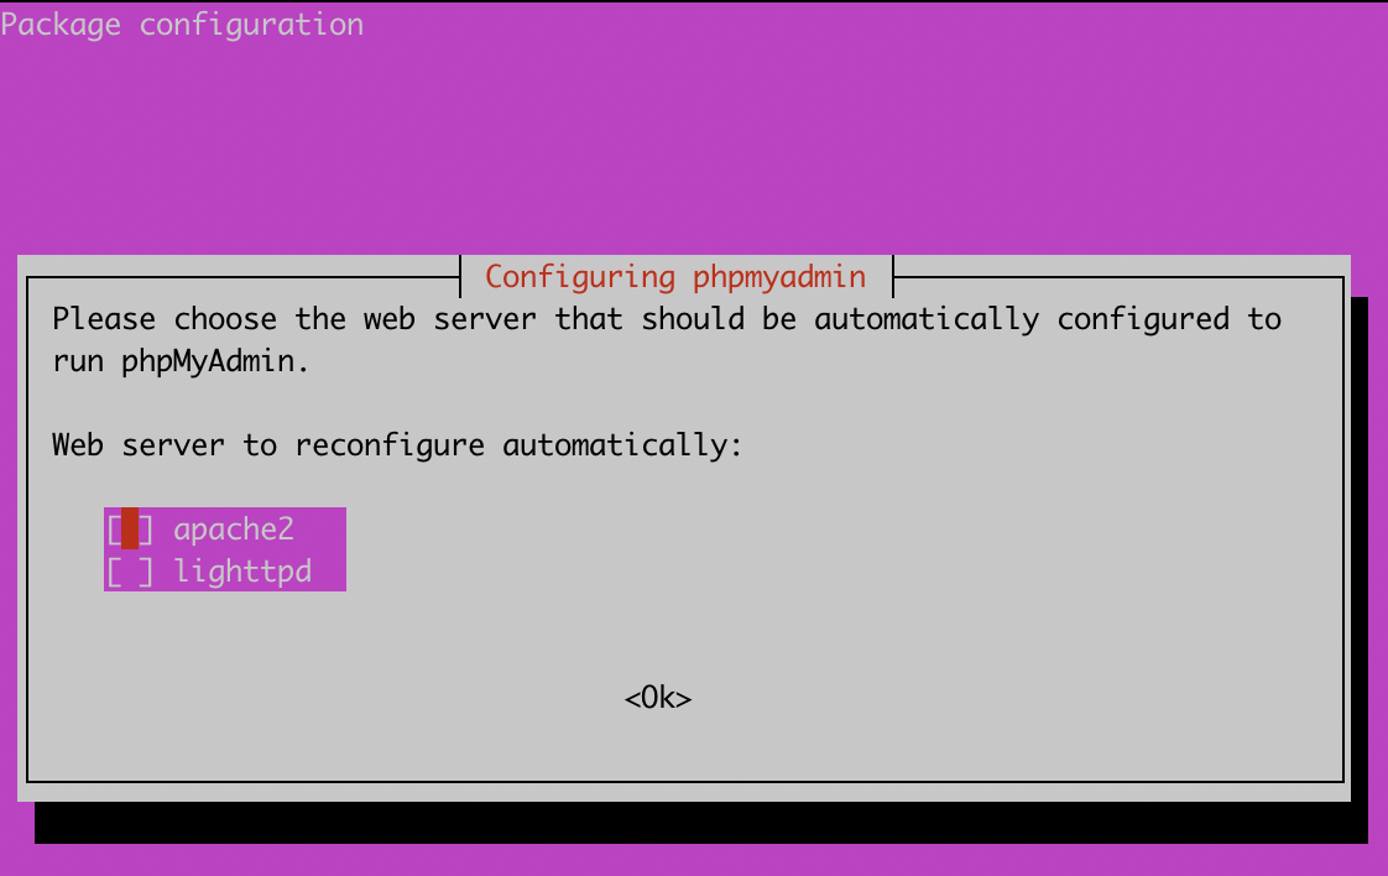 Package configuration
Configuring phpmyadmin
Please choose the web server that should be automatically configured to
run phpMyAdmin.
Web server to reconfigure automatically:
[ ] apache2
[ ] lighttpd
<Ok>